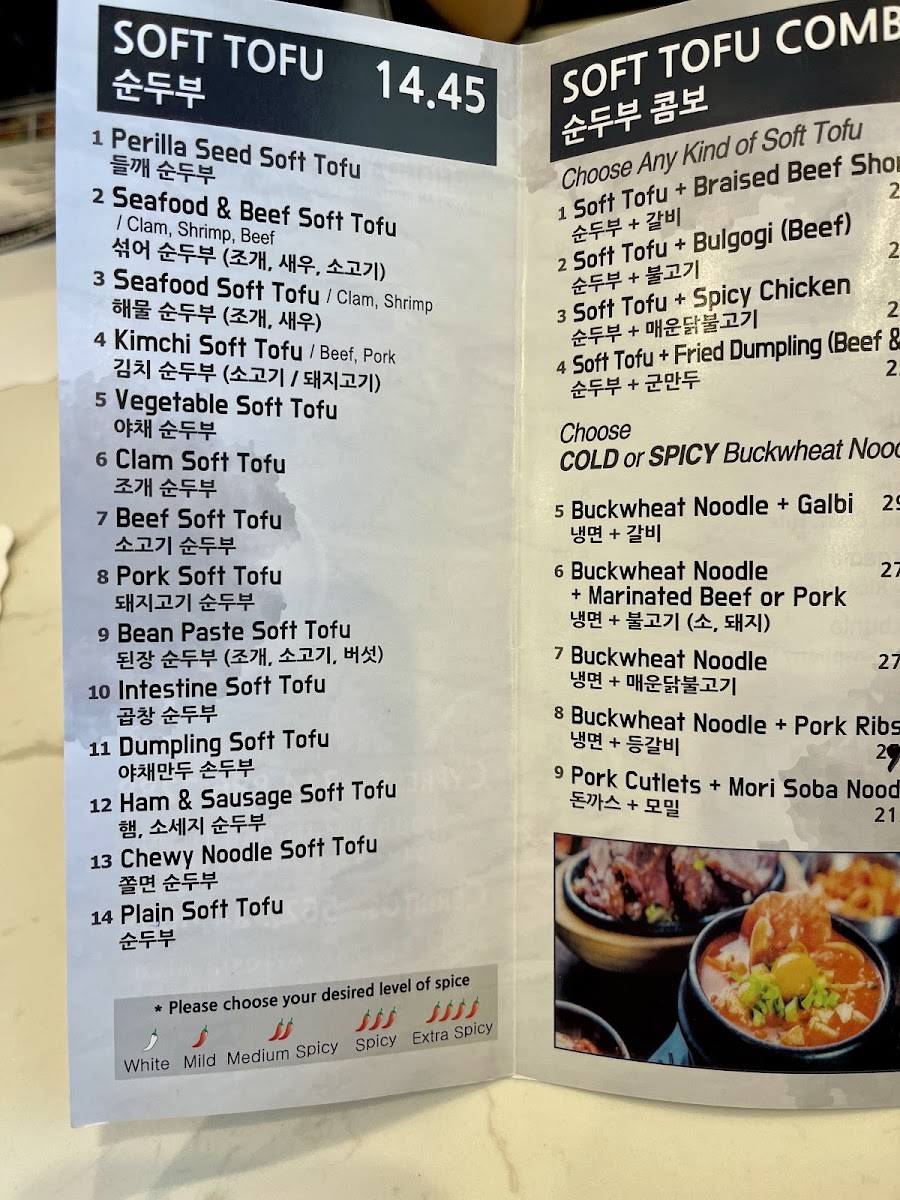 SOFT TOFU 14.45
순두부
1 Perilla Seed Soft Tofu
들깨 순두부
2 Seafood & Beef Soft Tofu
/ Clam, Shrimp, Beef
섞어 순두부 (조개, 새우, 소고기)
3 Seafood Soft Tofu / Clam, Shrimp
해물 순두부 (조개, 새우)
4 Kimchi Soft Tofu / Beef, Pork
김치 순두부 (소고기 / 돼지고기)
5 Vegetable Soft Tofu
야채 순두부
6 Clam Soft Tofu
조개 순두부
7 Beef Soft Tofu
소고기 순두부
8 Pork Soft Tofu
돼지고기 순두부
9 Bean Paste Soft Tofu
된장 순두부 (조개, 소고기, 버섯)
10 Intestine Soft Tofu
곱창 순두부
11 Dumpling Soft Tofu
야채만두 손두부
12 Ham & Sausage Soft Tofu
햄, 소세지 순두부
13 Chewy Noodle Soft Tofu
쫄면 순두부
14 Plain Soft Tofu
순두부
* Please choose your desired level of spice
White Mild Medium Spicy Spicy Extra Spicy
SOFT TOFU COMB
순두부 콤보
Choose Any Kind of Soft Tofu
1 Soft Tofu + Braised Beef Shor
순두부 + 갈비
2 Soft Tofu + Bulgogi (Beef)
순두부 + 불고기
3 Soft Tofu + Spicy Chicken
순두부 + 매운닭불고기
4 Soft Tofu + Fried Dumpling (Beef &
순두부 + 군만두
Choose
COLD or SPICY Buckwheat Nood
5 Buckwheat Noodle + Galbi 29
냉면 + 갈비
6 Buckwheat Noodle 27
+ Marinated Beef or Pork
냉면 + 불고기 (소, 돼지)
7 Buckwheat Noodle 27
냉면 + 매운닭불고기
8 Buckwheat Noodle + Pork Ribs
냉면 + 등갈비
9 Pork Cutlets + Mori Soba Nood
돈까스 + 모밀 21